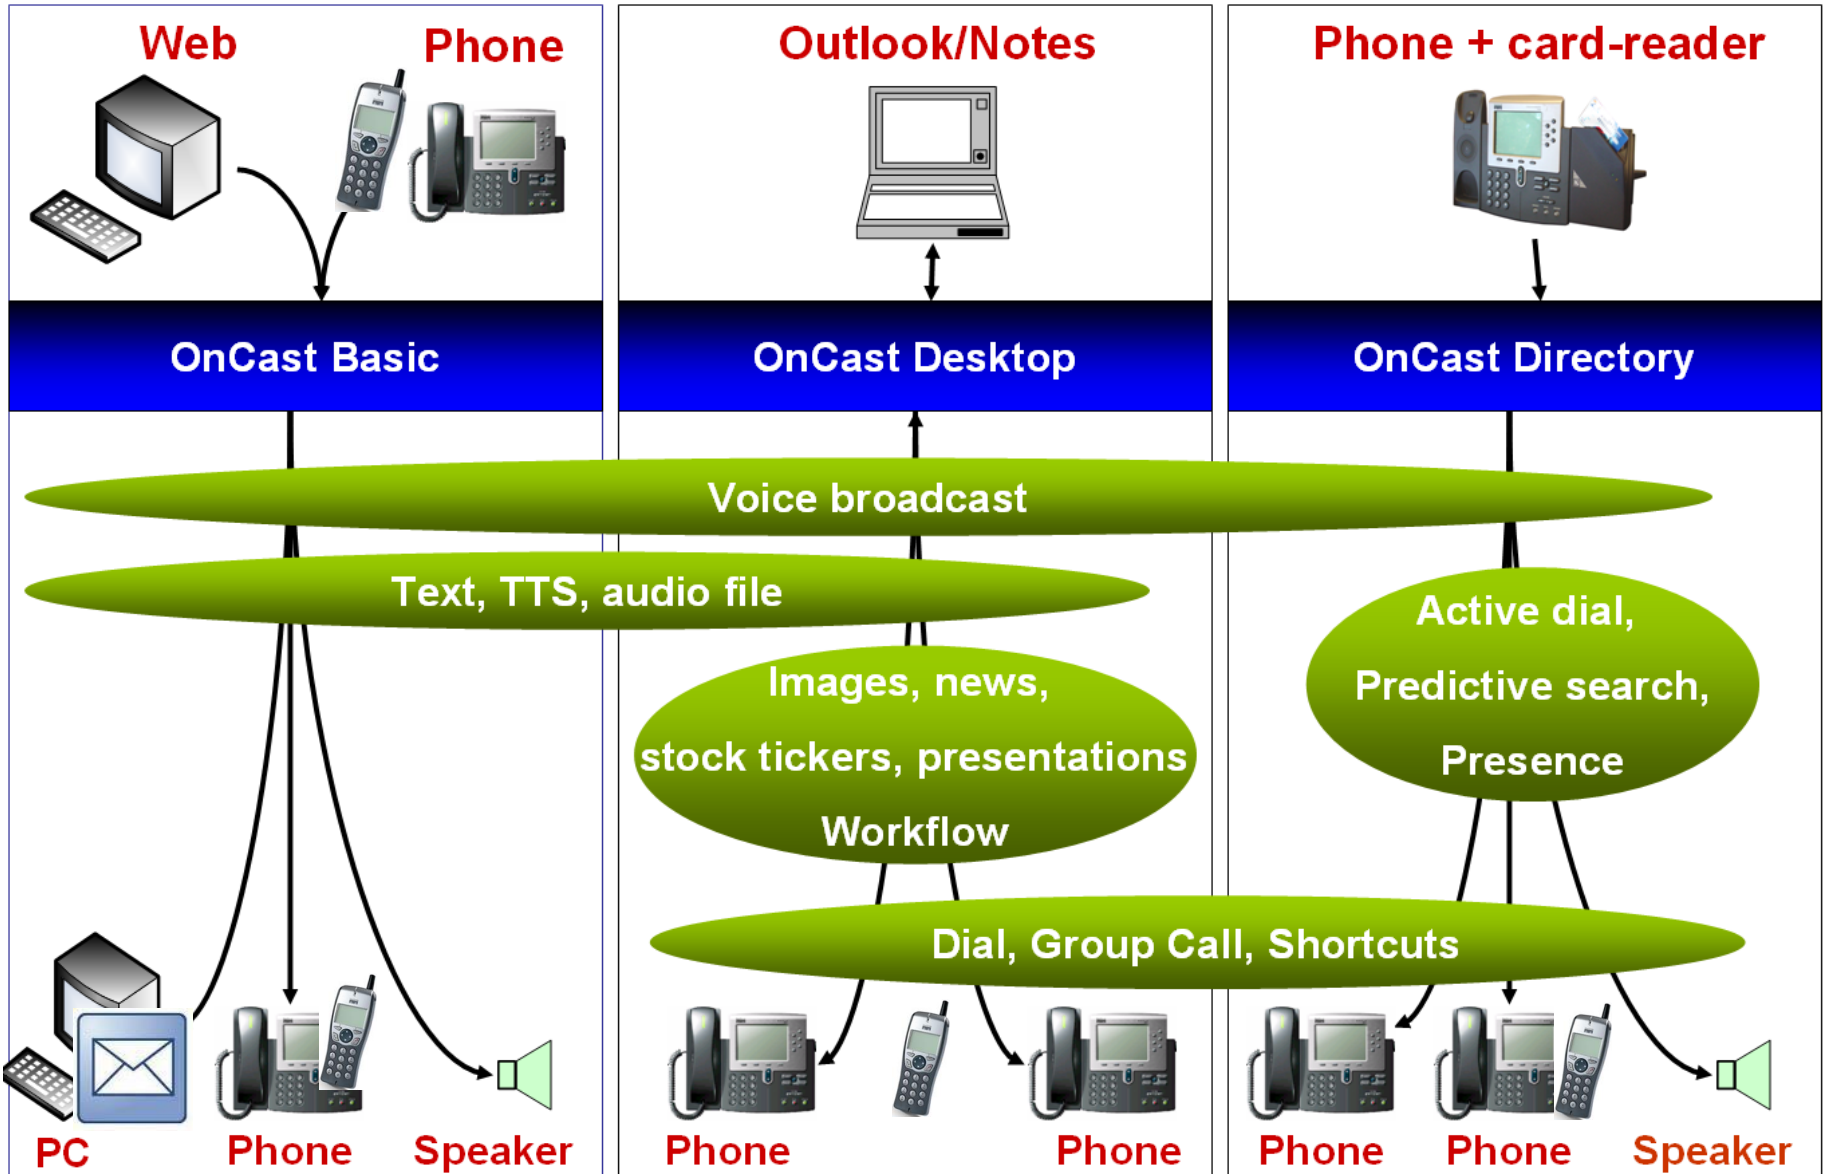 Web
Phone
Outlook/Notes
Phone + card-reader
OnCast Basic
OnCast Desktop
OnCast Directory
Voice broadcast
Text, TTS, audio file
Active dial,
Predictive search,
Presence
Images, news,
stock tickers, presentations
Workflow
Dial, Group Call, Shortcuts
PC
Phone
Speaker
Phone
Phone
Phone
Phone
Speaker